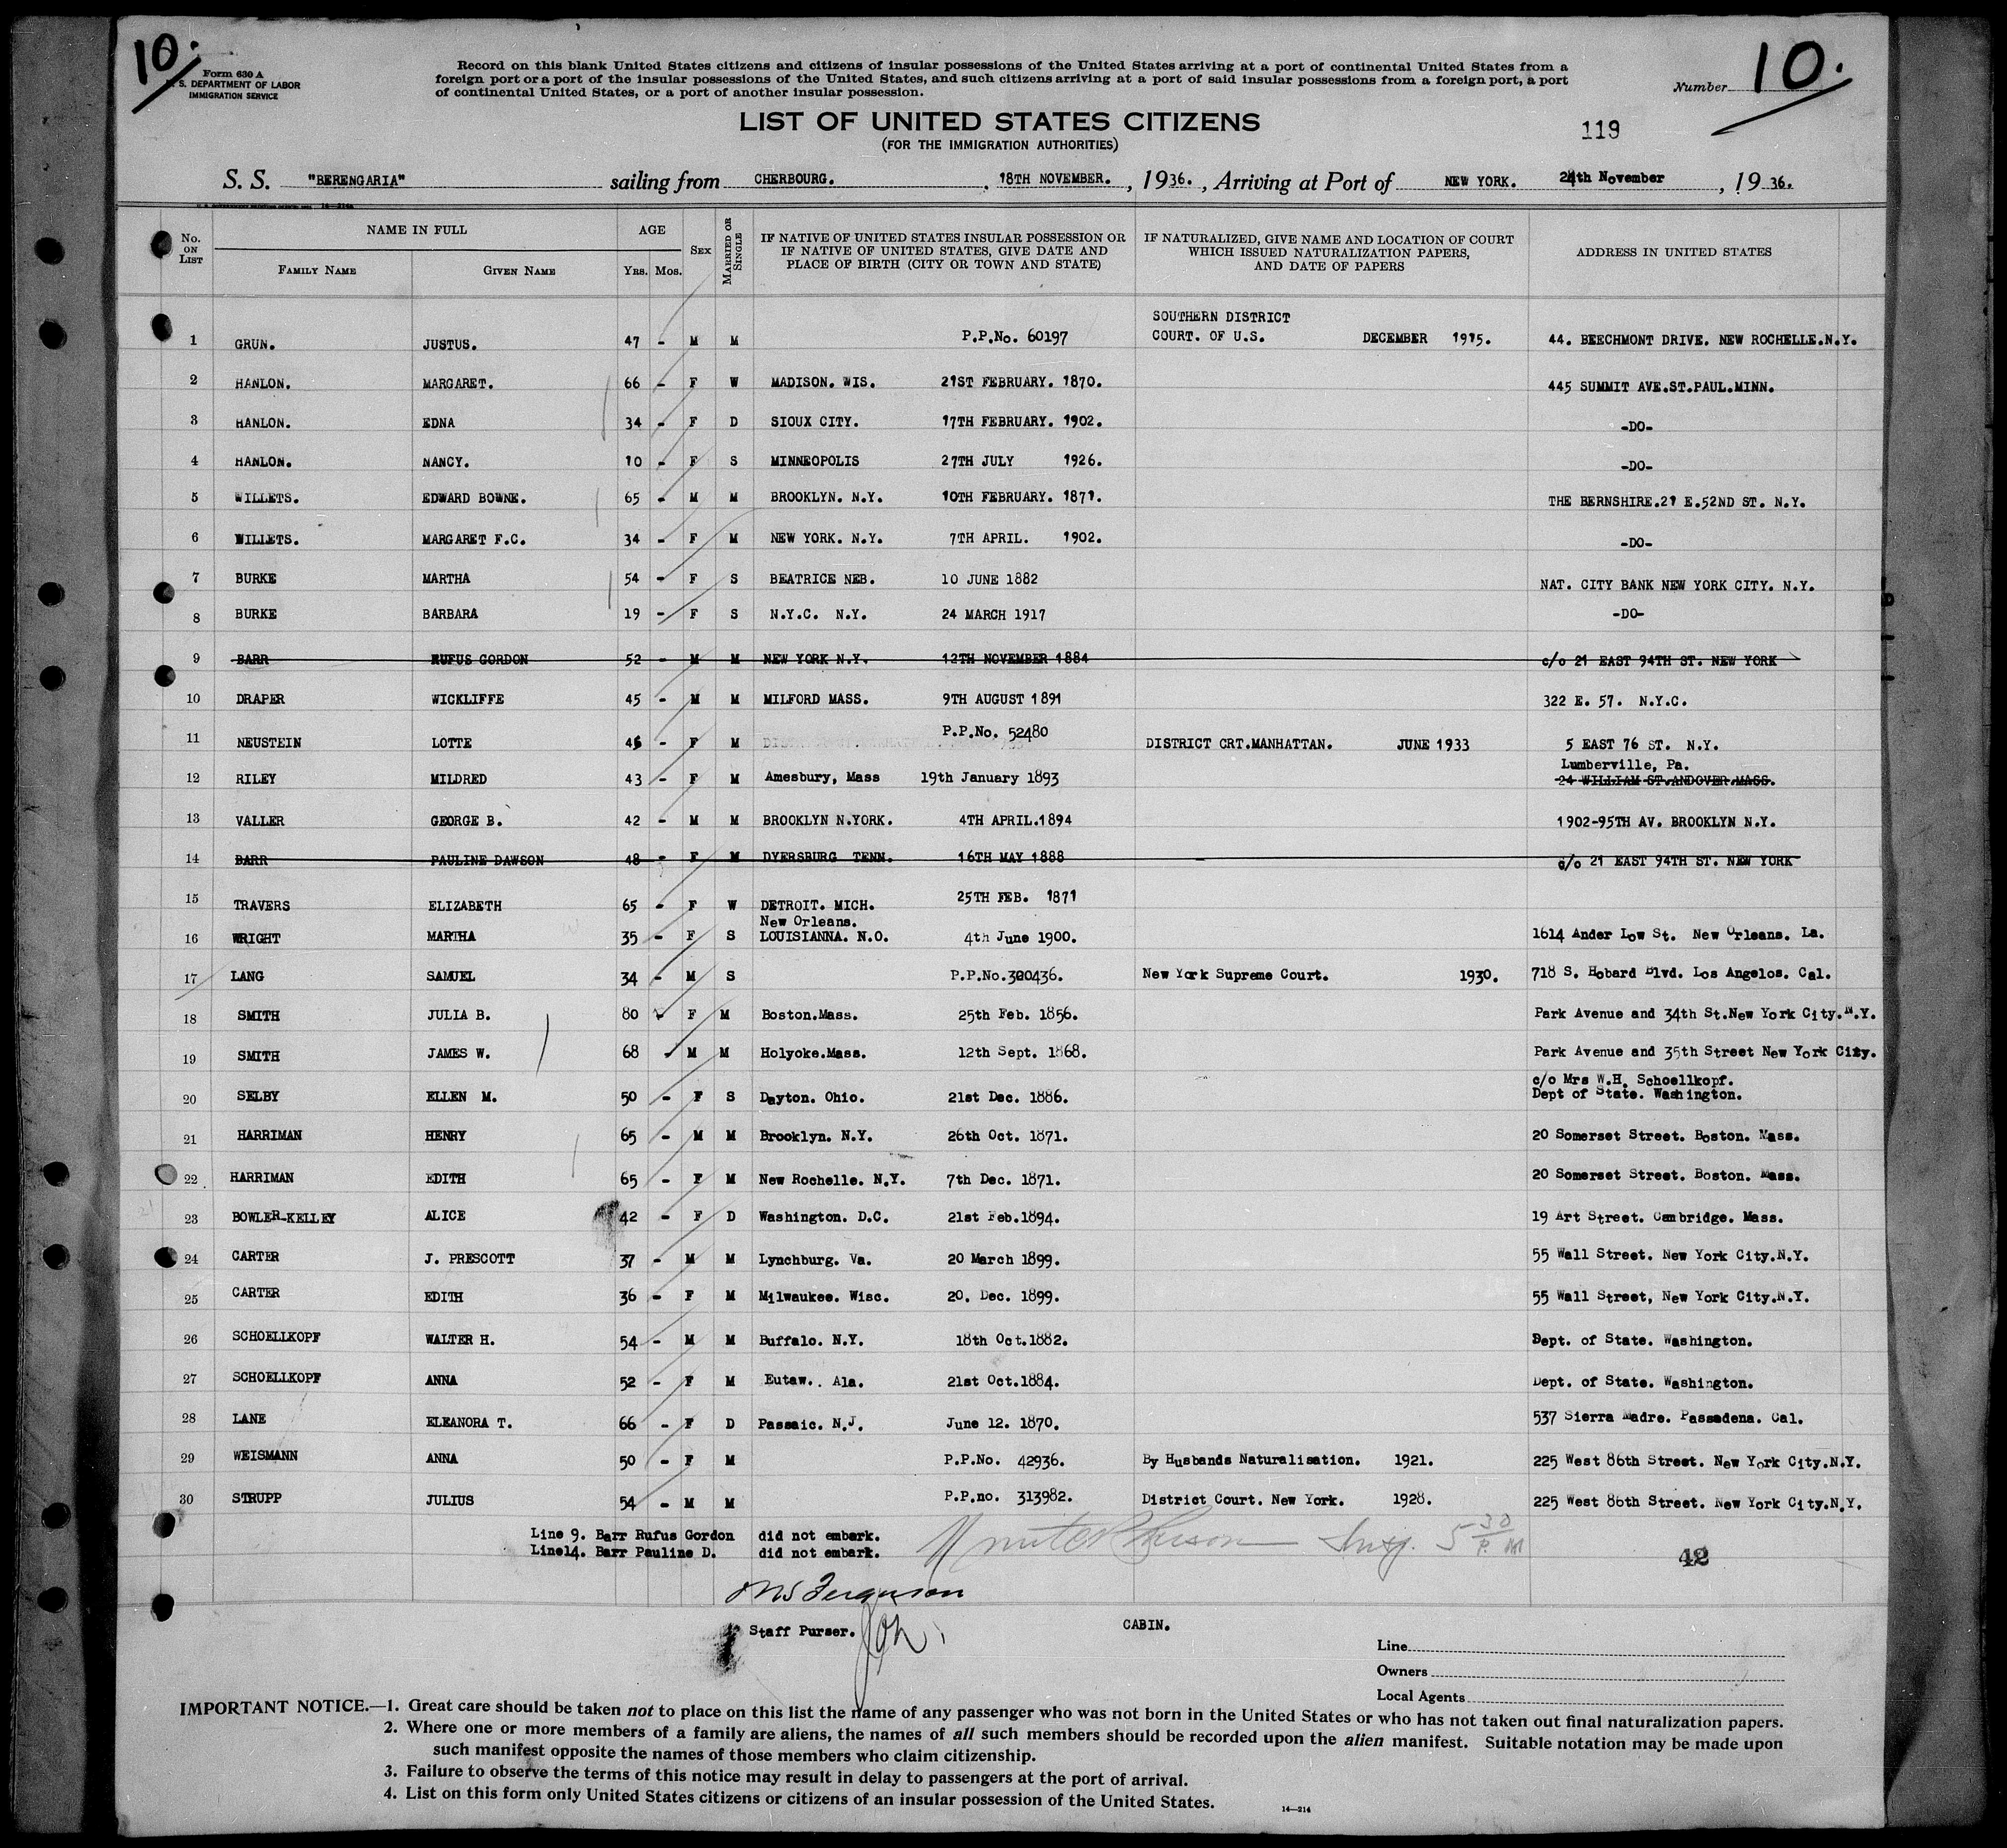 10.
Form 630 A
S. DEPARTMENT OF LABOR
IMMIGRATION SERVICE
Record on this blank United States citizens and citizens of insular possessions of the United States arriving at a port of continental United States from a
foreign port or a port of the insular possessions of the United States, and such citizens arriving at a port of said insular possessions from a foreign port, a port
of continental United States, or a port of another insular possession.
Number 10.
LIST OF UNITED STATES CITIZENS
(FOR THE IMMIGRATION AUTHORITIES)
119
S. S. "BERENGARIA" sailing from CHERBOURG. , 18TH NOVEMBER. , 1936. , Arriving at Port of NEW YORK. 24th November , 1936.
No. ON LIST
NAME IN FULL
FAMILY NAME GIVEN NAME
AGE
YRS. MOS.
SEX
MARRIED OR SINGLE
IF NATIVE OF UNITED STATES INSULAR POSSESSION OR
IF NATIVE OF UNITED STATES, GIVE DATE AND
PLACE OF BIRTH (CITY OR TOWN AND STATE)
IF NATURALIZED, GIVE NAME AND LOCATION OF COURT
WHICH ISSUED NATURALIZATION PAPERS,
AND DATE OF PAPERS
ADDRESS IN UNITED STATES
SOUTHERN DISTRICT
1 GRUN. JUSTUS. 47 - M M P.P.No. 60197 COURT. OF U.S. DECEMBER 1915. 44. BEECHMONT DRIVE. NEW ROCHELLE.N.Y.
2 HANLON. MARGARET. 66 - F W MADISON. WIS. 21ST FEBRUARY. 1870. 445 SUMMIT AVE.ST.PAUL.MINN.
3 HANLON. EDNA 34 - F D SIOUX CITY. 17TH FEBRUARY. 1902. -DO-
4 HANLON. NANCY. 10 - F S MINNEOPOLIS 27TH JULY 1926. -DO-
5 WILLETS. EDWARD BOWNE. 65 - M M BROOKLYN. N.Y. 10TH FEBRUARY. 1871. THE BERNSHIRE.21 E.52ND ST. N.Y.
6 WILLETS. MARGARET F.C. 34 - F M NEW YORK. N.Y. 7TH APRIL. 1902. -DO-
7 BURKE MARTHA 54 - F S BEATRICE NEB. 10 JUNE 1882 NAT. CITY BANK NEW YORK CITY. N.Y.
8 BURKE BARBARA 19 - F S N.Y.C. N.Y. 24 MARCH 1917 -DO-
9 BARR RUFUS GORDON 52 - M M NEW YORK N.Y. 12TH NOVEMBER 1884 c/o 21 EAST 94TH ST. NEW YORK
10 DRAPER WICKLIFFE 45 - M M MILFORD MASS. 9TH AUGUST 1891 322 E. 57. N.Y.C.
11 NEUSTEIN LOTTE 46 - F M P.P.No. 52480 DISTRICT CRT.MANHATTAN. JUNE 1933 5 EAST 76 ST. N.Y.
Lumberville, Pa.
12 RILEY MILDRED 43 - F M Amesbury, Mass 19th January 1893 24 WILLIAM ST.ANDOVER.MASS.
13 VALLER GEORGE B. 42 - M M BROOKLYN N.YORK. 4TH APRIL.1894 1902-95TH AV. BROOKLYN N.Y.
14 BARR PAULINE DAWSON 48 - F M DYERSBURG TENN. 16TH MAY 1888 c/o 21 EAST 94TH ST. NEW YORK
15 TRAVERS ELIZABETH 65 - F W DETROIT. MICH. 25TH FEB. 1871
New Orleans.
16 WRIGHT MARTHA 35 - F S LOUISIANNA. N.O. 4th June 1900. 1614 Ander Low St. New Orleans. La.
17 LANG SAMUEL 34 - M S P.P.No.300436. New York Supreme Court. 1930. 718 S. Hobard Blvd. Los Angelos. Cal.
18 SMITH JULIA B. 80 - F M Boston.Mass. 25th Feb. 1856. Park Avenue and 34th St.New York City.N.Y.
19 SMITH JAMES W. 68 - M M Holyoke.Mass. 12th Sept. 1868. Park Avenue and 35th Street New York City.
c/o Mrs W.H. Schoellkopf.
20 SELBY ELLEN M. 50 - F S Dayton. Ohio. 21st Dec. 1886. Dept of State. Washington.
21 HARRIMAN HENRY 65 - M M Brooklyn. N.Y. 26th Oct. 1871. 20 Somerset Street. Boston. Mass.
22 HARRIMAN EDITH 65 - F M New Rochelle. N.Y. 7th Dec. 1871. 20 Somerset Street. Boston. Mass.
23 BOWLER-KELLEY ALICE 42 - F D Washington. D.C. 21st Feb.1894. 19 Art Street. Cambridge. Mass.
24 CARTER J. PRESCOTT 37 - M M Lynchburg. Va. 20 March 1899. 55 Wall Street. New York City.N.Y.
25 CARTER EDITH 36 - F M Milwaukee. Wisc. 20. Dec. 1899. 55 Wall Street, New York City.N.Y.
26 SCHOELLKOPF WALTER H. 54 - M M Buffalo. N.Y. 18th Oct.1882. Dept. of State. Washington.
27 SCHOELLKOPF ANNA 52 - F M Eutaw.. Ala. 21st Oct.1884. Dept. of State. Washington.
28 LANE ELEANORA T. 66 - F D Passaic. N.J. June 12. 1870. 537 Sierra Madre. Passadena. Cal.
29 WEISMANN ANNA 50 - F M P.P.No. 42936. By Husbands Naturalisation. 1921. 225 West 86th Street. New York City.N.Y.
30 STRUPP JULIUS 54 - M M P.P.no. 313982. District Court. New York. 1928. 225 West 86th Street. New York City.N.Y.
Line 9. Barr Rufus Gordon did not embark.
Line14. Barr Pauline D. did not embark.
5 30 P.M
42
Ferguson
Staff Purser.
CABIN.
Line
Owners
Local Agents
IMPORTANT NOTICE.—1. Great care should be taken not to place on this list the name of any passenger who was not born in the United States or who has not taken out final naturalization papers.
2. Where one or more members of a family are aliens, the names of all such members should be recorded upon the alien manifest. Suitable notation may be made upon
such manifest opposite the names of those members who claim citizenship.
3. Failure to observe the terms of this notice may result in delay to passengers at the port of arrival.
4. List on this form only United States citizens or citizens of an insular possession of the United States.
14—214